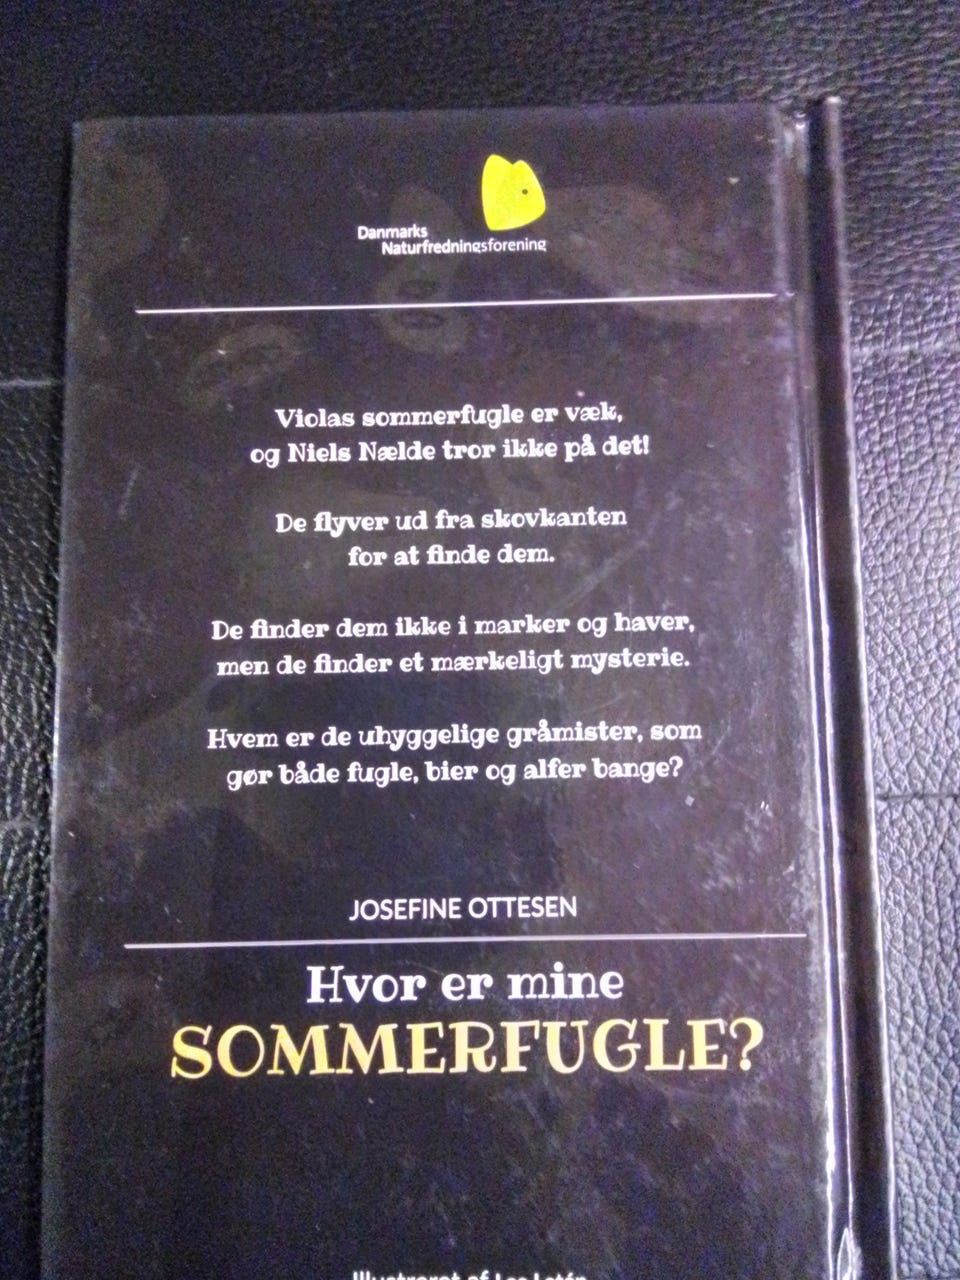 Danmarks
Naturfredningsforening
Violas sommerfugle er væk,
og Niels Nælde tror ikke på det!
De flyver ud fra skovkanten
for at finde dem.
De finder dem ikke i marker og haver,
men de finder et mærkeligt mysterie.
Hvem er de uhyggelige gråmister, som
gør både fugle, bier og alfer bange?
JOSEFINE OTTESEN
Hvor er mine
SOMMERFUGLE?
Illustreret af